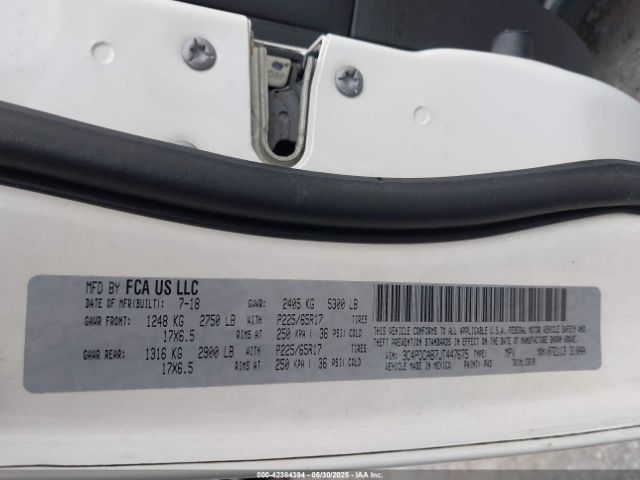 MFD BY FCA US LLC
DATE OF MFR(BUILT): 7-18 GVWR: 2405 KG 5300 LB
GAWR FRONT: 1248 KG 2750 LB WITH P225/65R17 TIRES
17X6.5 RIMS AT 250 KPA ( 36 PSI) COLD
GAWR REAR: 1316 KG 2900 LB WITH P225/65R17 TIRES
17X6.5 RIMS AT 250 KPA ( 36 PSI) COLD
THIS VEHICLE CONFORMS TO ALL APPLICABLE U.S.A. FEDERAL MOTOR VEHICLE SAFETY AND
THEFT PREVENTION STANDARDS IN EFFECT ON THE DATE OF MANUFACTURE SHOWN ABOVE.
VIN: 3C4PDCAB7JT447675 TYPE: MPV MDH:
VEHICLE MADE IN MEXICO PAINT: PW3 TRIM:
000-42384394 - 05/30/2025 - IAA Inc.